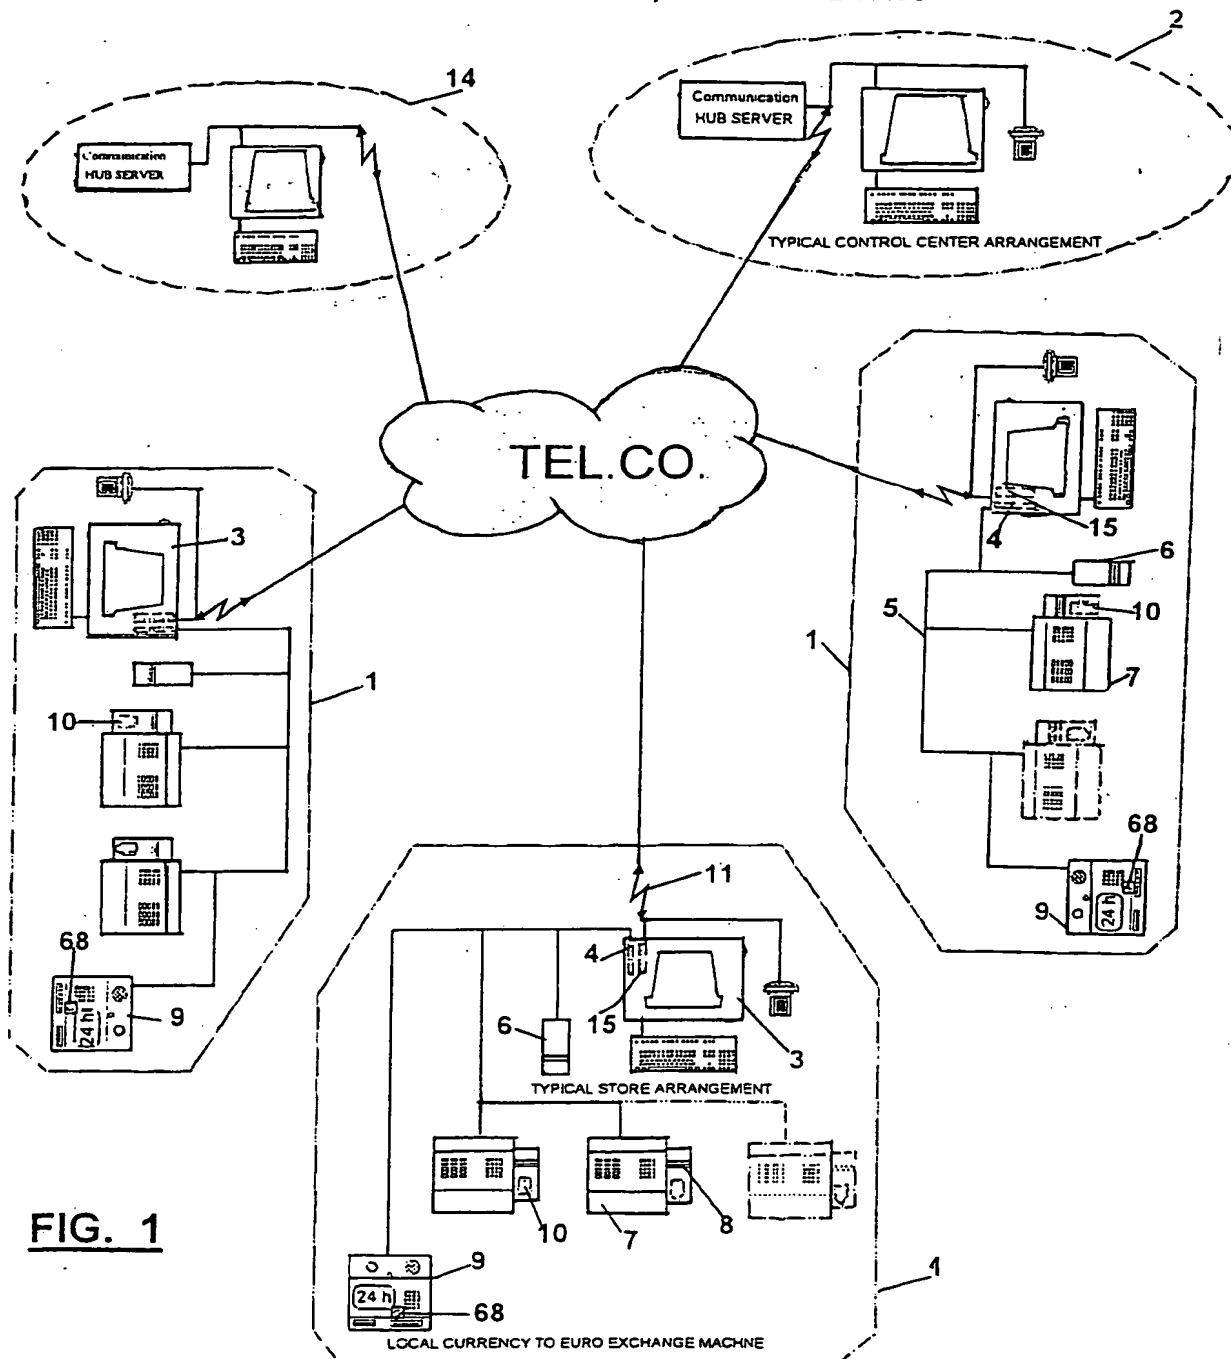 2
14
Communication
HUB SERVER
Communication
HUB SERVER
TYPICAL CONTROL CENTER ARRANGEMENT
TEL.CO.
3
4
15
6
5
10
1
7
1
10
68
11
9
24 h
4
68
9
24 h
15
6
3
TYPICAL STORE ARRANGEMENT
10
7
8
FIG. 1
9
1
24 h
68
LOCAL CURRENCY TO EURO EXCHANGE MACHNE